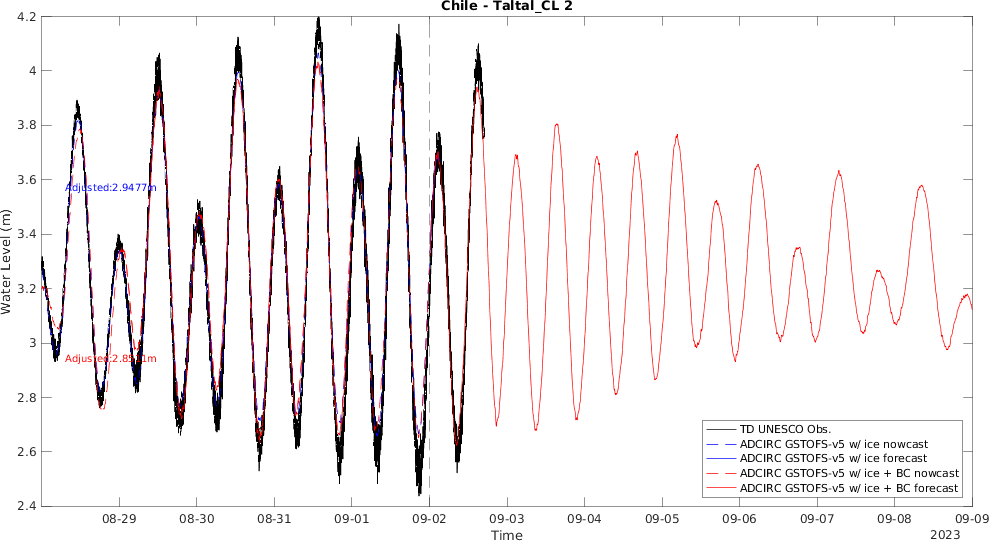 Chile - Taltal_CL 2
4.2
4
3.8
3.6
3.4
3.2
3
2.8
2.6
2.4
Water Level (m)
Adjusted:2.9477m
08-29
08-30
08-31
09-01
09-02
09-03
09-04
09-05
09-06
09-07
09-08
09-09
Time
2023
TD UNESCO Obs.
ADCIRC GSTOFS-v5 w/ ice nowcast
ADCIRC GSTOFS-v5 w/ ice forecast
ADCIRC GSTOFS-v5 w/ ice + BC nowcast
ADCIRC GSTOFS-v5 w/ ice + BC forecast